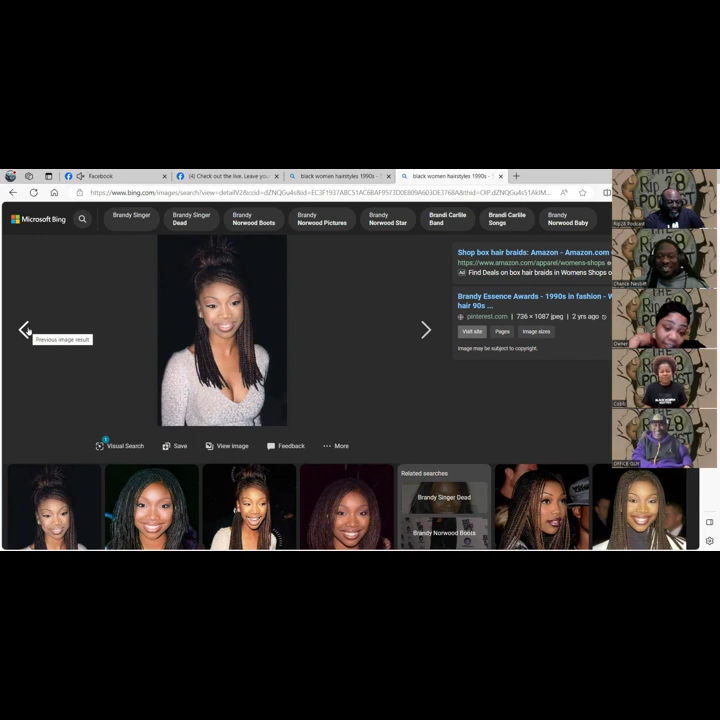 Facebook
(4) Check out the live. Leave you
black women hairstyles 1990s -
black women hairstyles 1990s -
Microsoft Bing
Brandy Singer
Brandy Singer
Dead
Brandy
Norwood Boots
Brandy
Norwood Pictures
Brandy
Norwood Star
Brandi Carlile
Band
Brandi Carlile
Songs
Brandy
Norwood Baby
Shop box hair braids: Amazon - Amazon.com
https://www.amazon.com/apparel/womens-shops
Ad Find Deals on box hair braids in Womens Shops o
Brandy Essence Awards - 1990s in fashion - W
hair 90s ...
pinterest.com | 736 × 1087 jpeg | 2 yrs ago
Visit site
Pages
Image sizes
Image may be subject to copyright.
Previous image result
1
Visual Search
Save
View image
Feedback
More
Related searches
Brandy Singer Dead
Brandy Norwood Boots
Rip28 Podcast
Chanck Nesbitt
OFFICE GUY